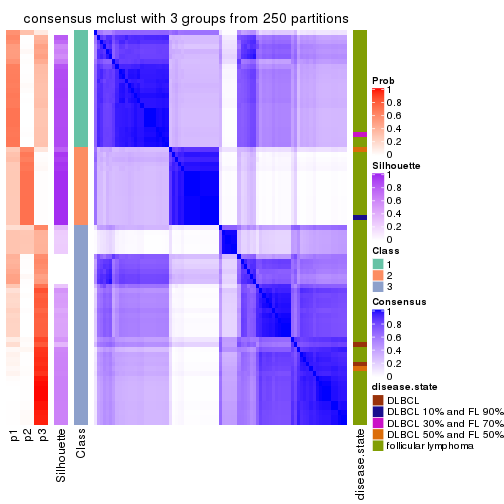 consensus mclust with 3 groups from 250 partitions
Prob
1
0.8
0.6
0.4
0.2
0
Silhouette
1
0.8
0.6
0.4
0.2
0
Class
1
2
3
Consensus
1
0.8
0.6
0.4
0.2
0
disease.state
DLBCL
DLBCL 10% and FL 90%
DLBCL 30% and FL 70%
DLBCL 50% and FL 50%
follicular lymphoma
p1
p2
p3
Silhouette
Class
disease.state